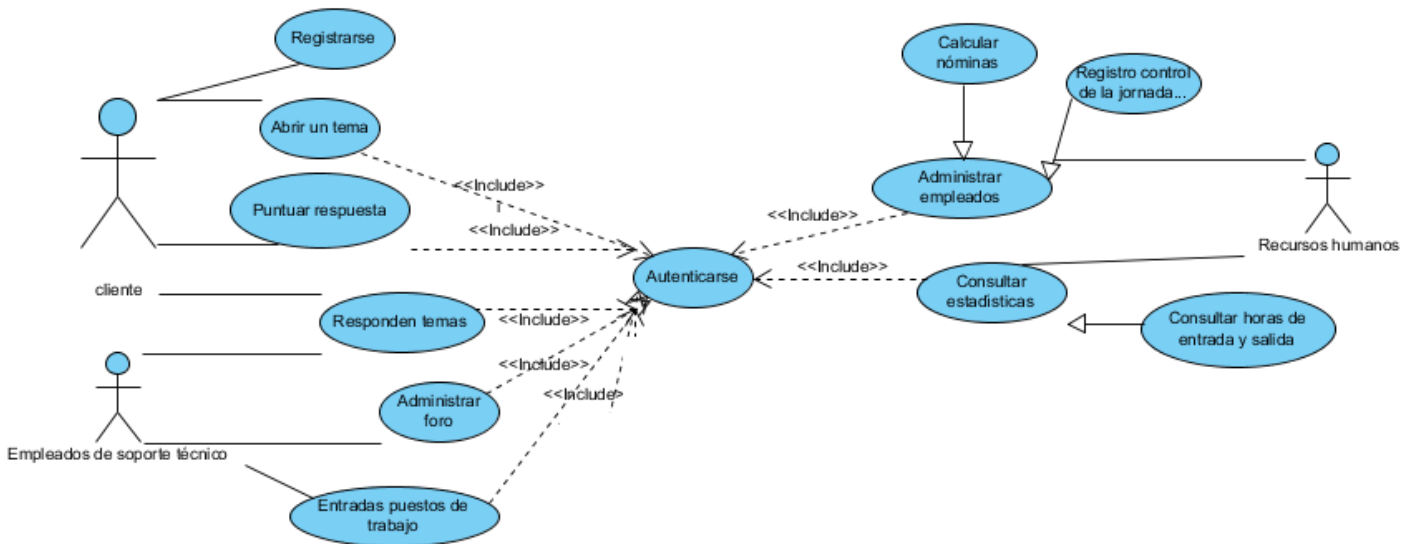 Registrarse
Abrir un tema
Puntuar respuesta
cliente
Responden temas
Administrar
foro
Empleados de soporte técnico
Entradas puestos de
trabajo
<<Include>>
<<Include>>
<<Include>>
<<Include>>
<<Include>
Autenticarse
<<Include>>
<<Include>>
Calcular
nóminas
Registro control
de la jornada...
Administrar
empleados
Recursos humanos
Consultar
estadisticas
Consultar horas de
entrada y salida